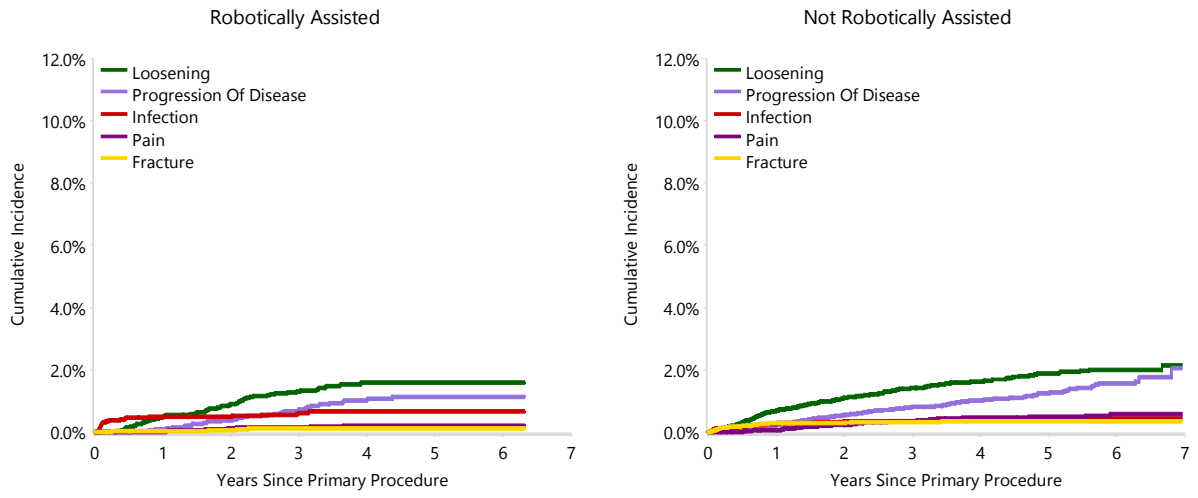 Robotically Assisted
12.0%
10.0%
8.0%
6.0%
4.0%
2.0%
0.0%
Cumulative Incidence
Loosening
Progression Of Disease
Infection
Pain
Fracture
0 1 2 3 4 5 6 7
Years Since Primary Procedure
Not Robotically Assisted
12.0%
10.0%
8.0%
6.0%
4.0%
2.0%
0.0%
Cumulative Incidence
Loosening
Progression Of Disease
Infection
Pain
Fracture
0 1 2 3 4 5 6 7
Years Since Primary Procedure